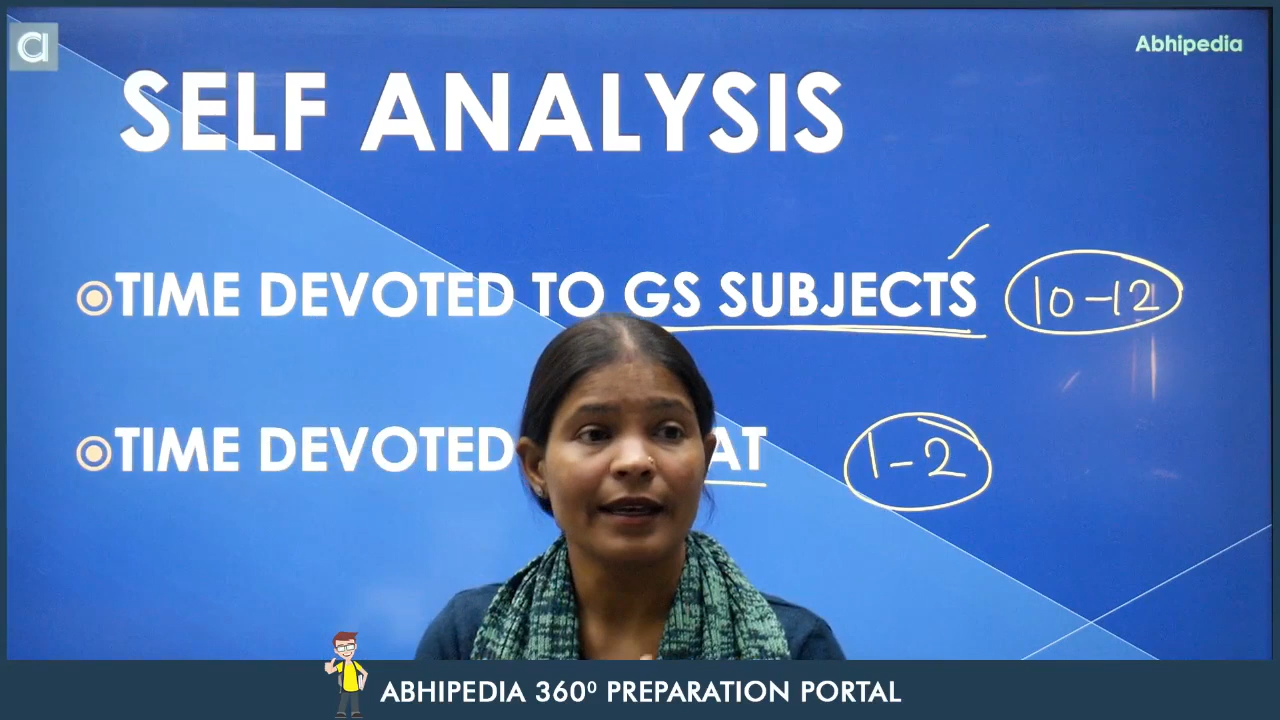 Abhipedia
SELF ANALYSIS
TIME DEVOTED TO GS SUBJECTS 10-12
TIME DEVOTED AT 1-2
ABHIPEDIA 360⁰ PREPARATION PORTAL